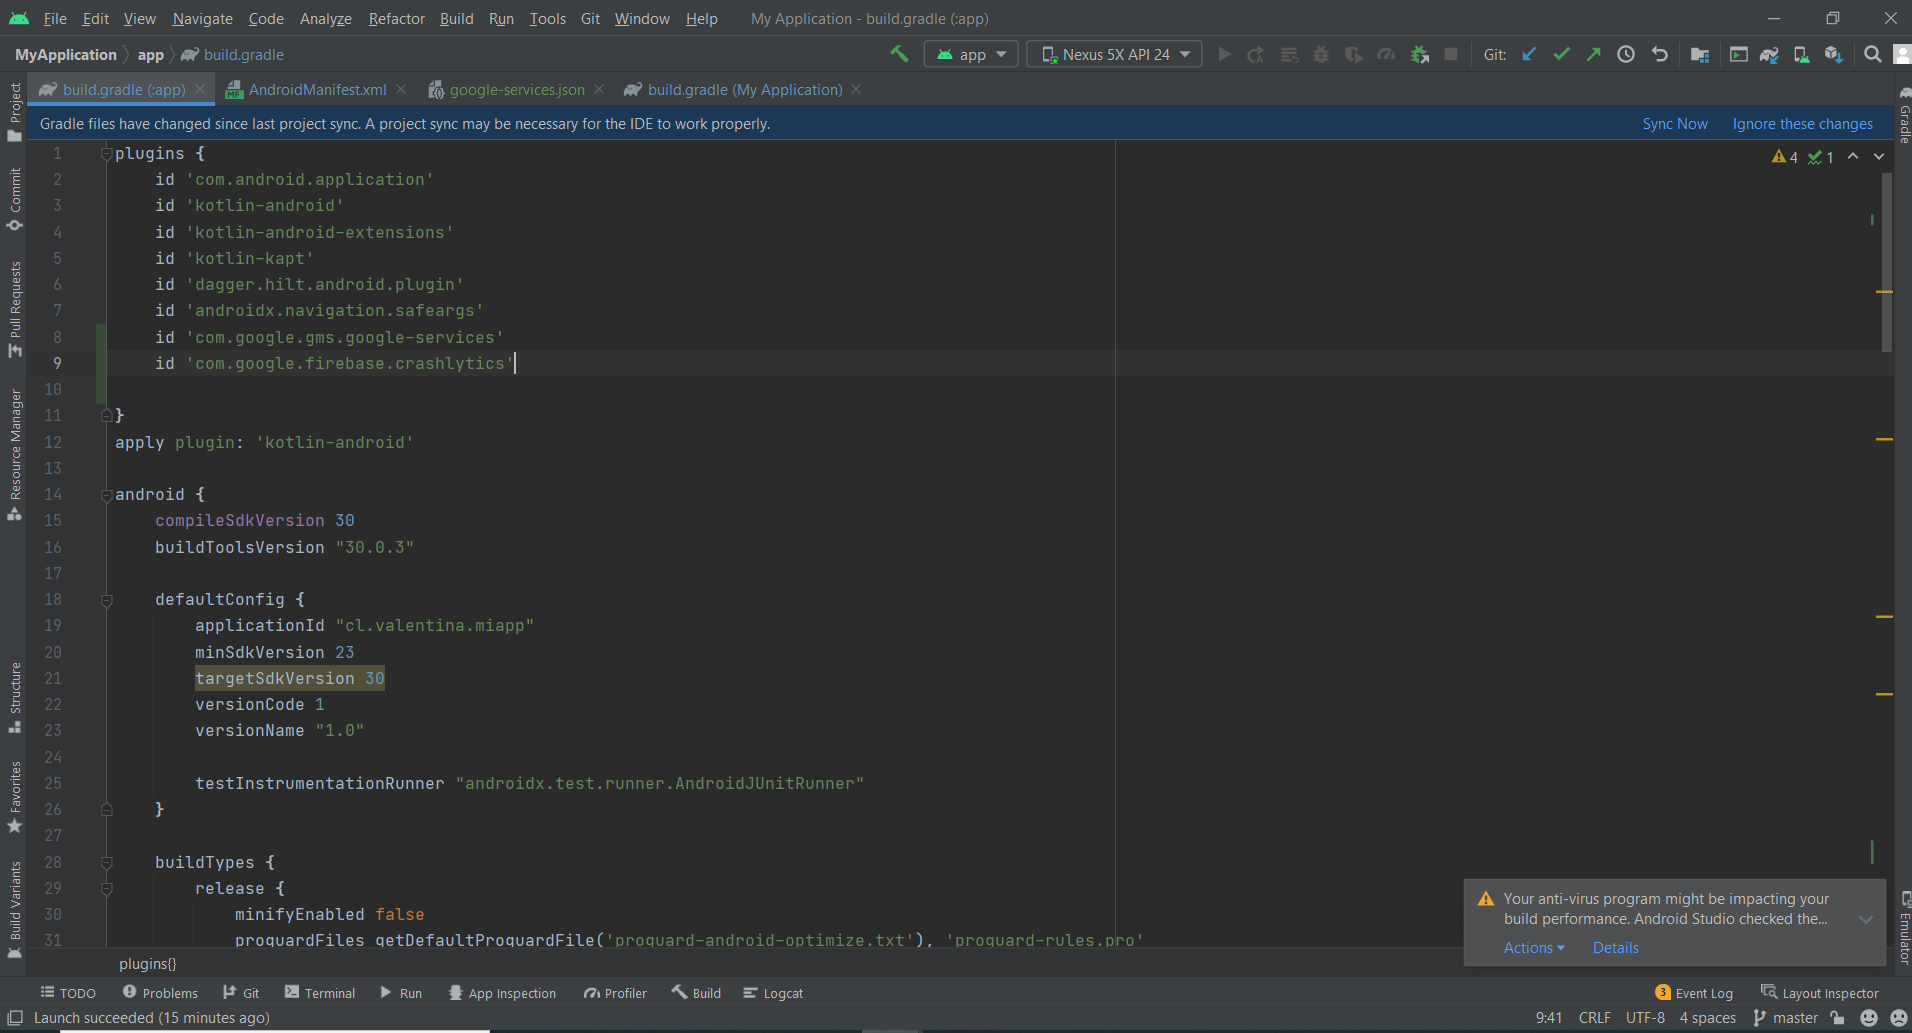 File Edit View Navigate Code Analyze Refactor Build Run Tools Git Window Help My Application - build.gradle (:app)
MyApplication app build.gradle app Nexus 5X API 24 Git:
build.gradle (:app) AndroidManifest.xml google-services.json build.gradle (My Application)
Gradle files have changed since last project sync. A project sync may be necessary for the IDE to work properly. Sync Now Ignore these changes
4 1
1 plugins {
2 id 'com.android.application'
3 id 'kotlin-android'
4 id 'kotlin-android-extensions'
5 id 'kotlin-kapt'
6 id 'dagger.hilt.android.plugin'
7 id 'androidx.navigation.safeargs'
8 id 'com.google.gms.google-services'
9 id 'com.google.firebase.crashlytics'
10
11 }
12 apply plugin: 'kotlin-android'
13
14 android {
15 compileSdkVersion 30
16 buildToolsVersion "30.0.3"
17
18 defaultConfig {
19 applicationId "cl.valentina.miapp"
20 minSdkVersion 23
21 targetSdkVersion 30
22 versionCode 1
23 versionName "1.0"
24
25 testInstrumentationRunner "androidx.test.runner.AndroidJUnitRunner"
26 }
27
28 buildTypes {
29 release {
30 minifyEnabled false
31 proguardFiles getDefaultProguardFile('proguard-android-optimize.txt'), 'proguard-rules.pro'
Project
Commit
Pull Requests
Resource Manager
Structure
Favorites
Build Variants
Gradle
Emulator
MF
Your anti-virus program might be impacting your
build performance. Android Studio checked the...
Actions Details
plugins{}
TODO Problems Git Terminal Run App Inspection Profiler Build Logcat 3 Event Log Layout Inspector
Launch succeeded (15 minutes ago) 9:41 CRLF UTF-8 4 spaces master